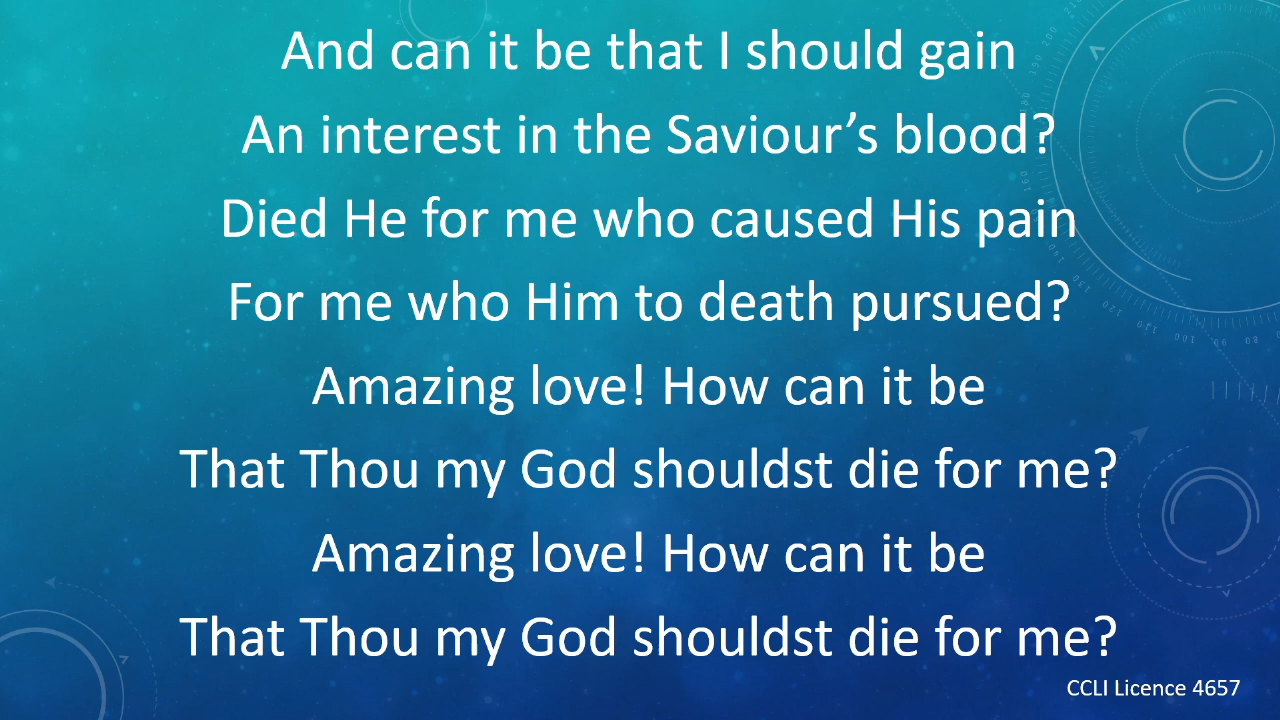 And can it be that I should gain
An interest in the Saviour’s blood?
Died He for me who caused His pain
For me who Him to death pursued?
Amazing love! How can it be
That Thou my God shouldst die for me?
Amazing love! How can it be
That Thou my God shouldst die for me?
CCLI Licence 4657